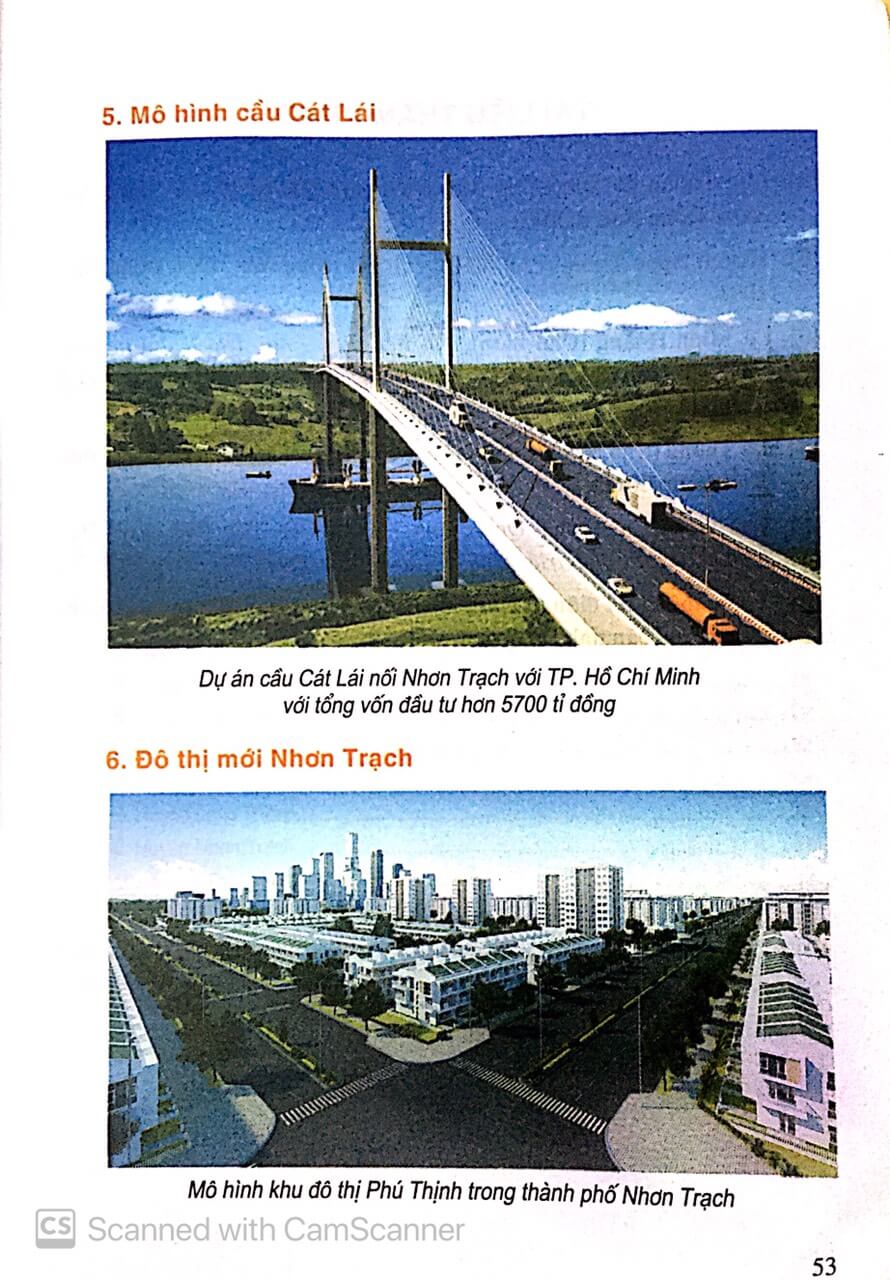 5. Mô hình cầu Cát Lái
Dự án cầu Cát Lái nối Nhơn Trạch với TP. Hồ Chí Minh
với tổng vốn đầu tư hơn 5700 tỉ đồng
6. Đô thị mới Nhơn Trạch
Mô hình khu đô thị Phú Thịnh trong thành phố Nhơn Trạch
CS Scanned with CamScanner
53